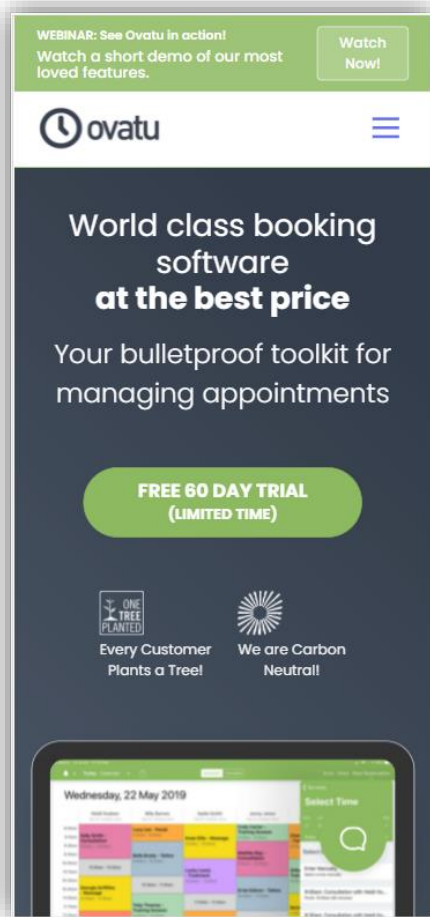 WEBINAR: See Ovatu in action!
Watch a short demo of our most
loved features.
Watch
Now!
ovatu
World class booking
software
at the best price
Your bulletproof toolkit for
managing appointments
FREE 60 DAY TRIAL
(LIMITED TIME)
ONE
TREE
PLANTED
Every Customer
Plants a Tree!
We are Carbon
Neutral!
Wednesday, 22 May 2019
Select Time